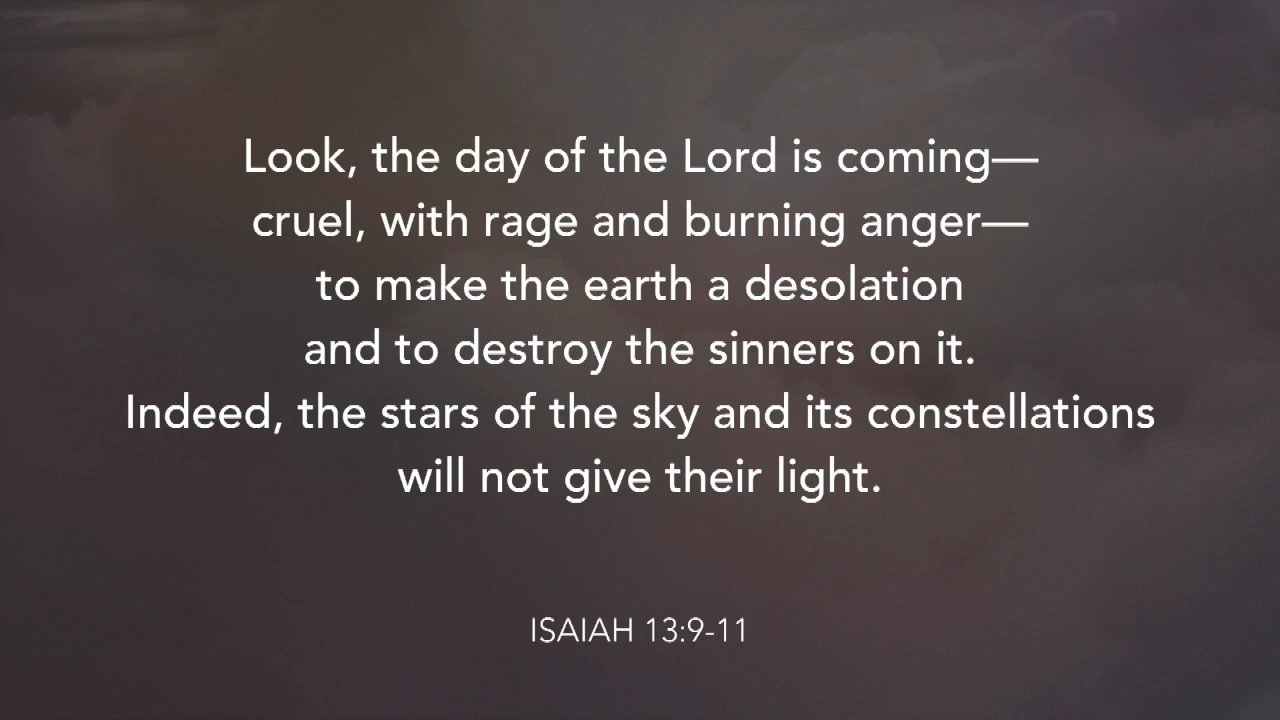 Look, the day of the Lord is coming—
cruel, with rage and burning anger—
to make the earth a desolation
and to destroy the sinners on it.
Indeed, the stars of the sky and its constellations
will not give their light.
ISAIAH 13:9-11